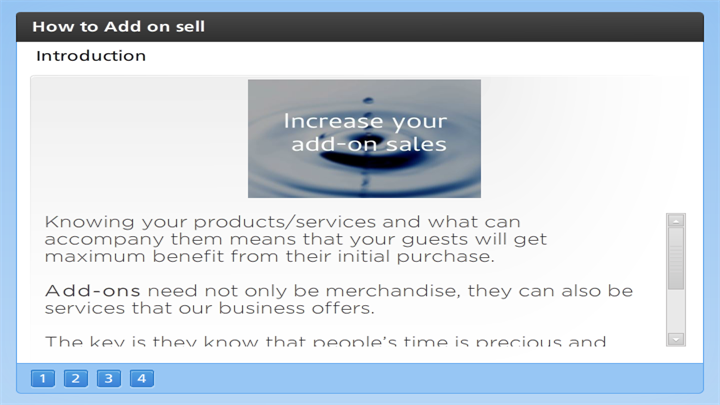 How to Add on sell
Introduction
Increase your
add-on sales
Knowing your products/services and what can
accompany them means that your guests will get
maximum benefit from their initial purchase.
Add-ons need not only be merchandise, they can also be
services that our business offers.
The key is they know that people's time is precious and
1 2 3 4